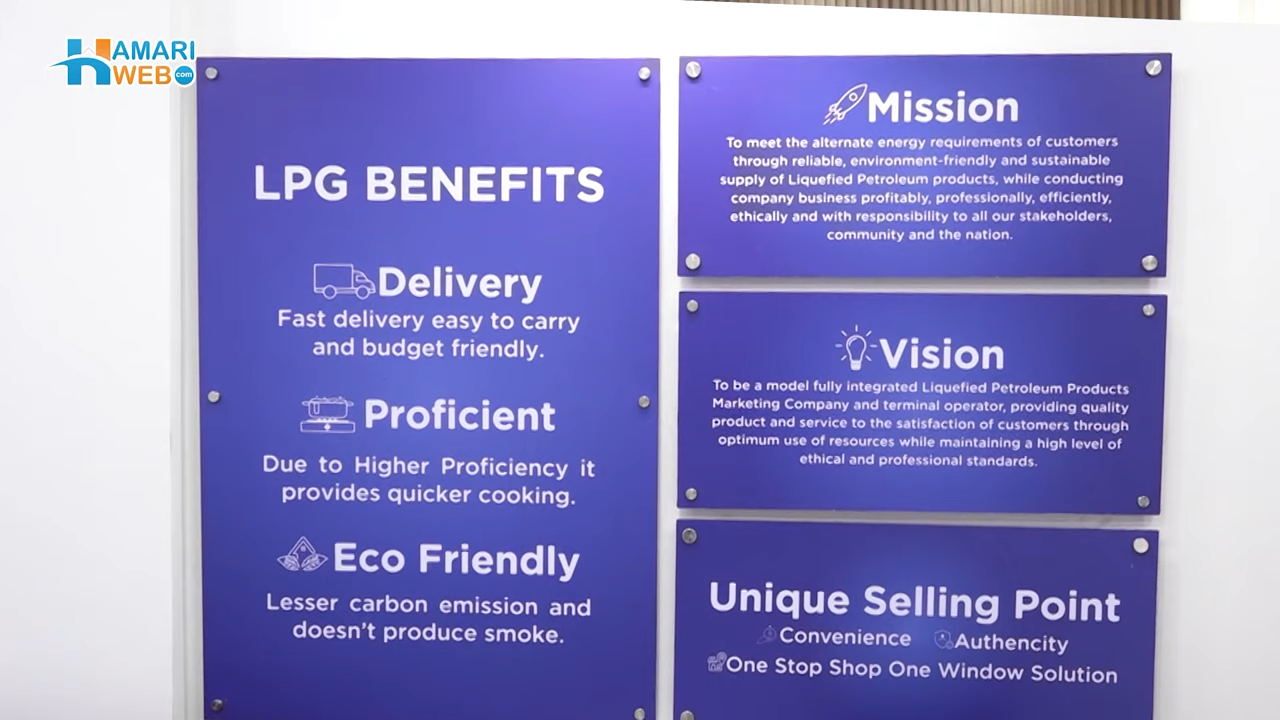 HAMARI
WEB.com
LPG BENEFITS
Delivery
Fast delivery easy to carry
and budget friendly.
Proficient
Due to Higher Proficiency it
provides quicker cooking.
Eco Friendly
Lesser carbon emission and
doesn't produce smoke.
Mission
To meet the alternate energy requirements of customers
through reliable, environment-friendly and sustainable
supply of Liquefied Petroleum products, while conducting
company business profitably, professionally, efficiently,
ethically and with responsibility to all our stakeholders,
community and the nation.
Vision
To be a model fully integrated Liquefied Petroleum Products
Marketing Company and terminal operator, providing quality
product and service to the satisfaction of customers through
optimum use of resources while maintaining a high level of
ethical and professional standards.
Unique Selling Point
Convenience Authencity
One Stop Shop One Window Solution